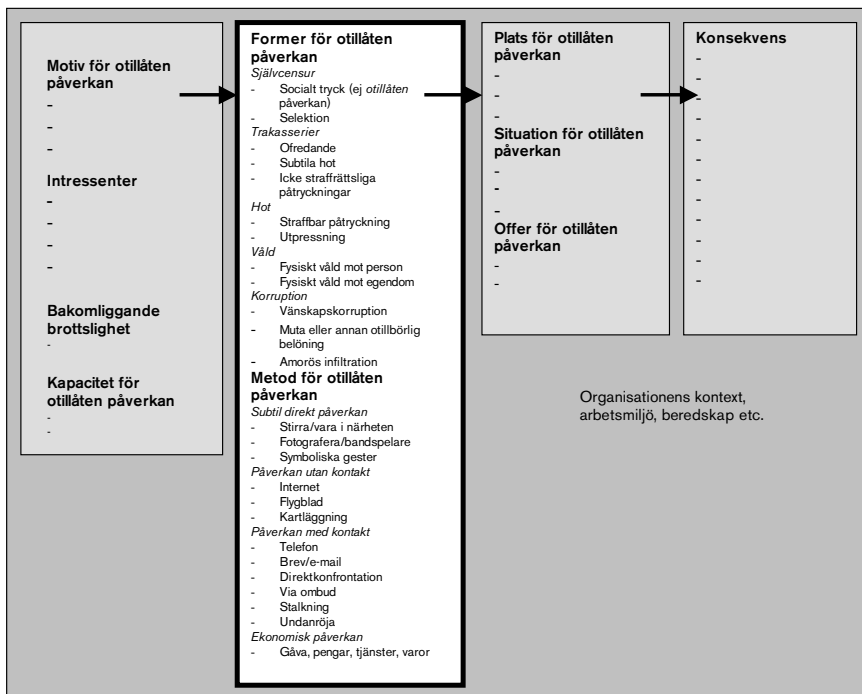 Motiv för otillåten
påverkan
-
-
-
Intressenter
-
-
-
-
Bakomliggande
brottslighet
-
Kapacitet för
otillåten påverkan
-
-
Former för otillåten
påverkan
Självcensur
- Socialt tryck (ej otillåten
påverkan)
- Selektion
Trakasserier
- Ofredande
- Subtila hot
- Icke straffrättsliga
påtryckningar
Hot
- Straffbar påtryckning
- Utpressning
Våld
- Fysiskt våld mot person
- Fysiskt våld mot egendom
Korruption
- Vänskapskorruption
- Muta eller annan otillbörlig
belöning
- Amorös infiltration
Metod för otillåten
påverkan
Subtil direkt påverkan
- Stirra/vara i närheten
- Fotografera/bandspelare
- Symboliska gester
Påverkan utan kontakt
- Internet
- Flygblad
- Kartläggning
Påverkan med kontakt
- Telefon
- Brev/e-mail
- Direktkonfrontation
- Via ombud
- Stalkning
- Undanröja
Ekonomisk påverkan
- Gåva, pengar, tjänster, varor
Plats för otillåten
påverkan
-
-
-
Situation för otillåten
påverkan
-
-
-
Offer för otillåten
påverkan
-
-
Konsekvens
-
-
-
-
-
-
-
-
-
-
-
-
Organisationens kontext,
arbetsmiljö, beredskap etc.